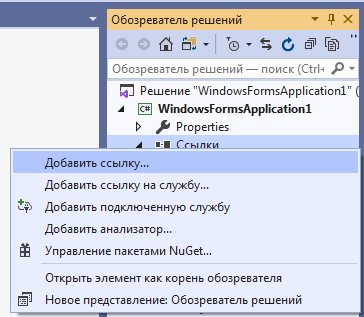 Обозреватель решений
Обозреватель решений — поиск (Ctrl+
Решение "WindowsFormsApplication1" (
C# WindowsFormsApplication1
Properties
Ссылки
Добавить ссылку...
Добавить ссылку на службу...
Добавить подключенную службу
Добавить анализатор...
Управление пакетами NuGet...
Открыть элемент как корень обозревателя
Новое представление: Обозреватель решений